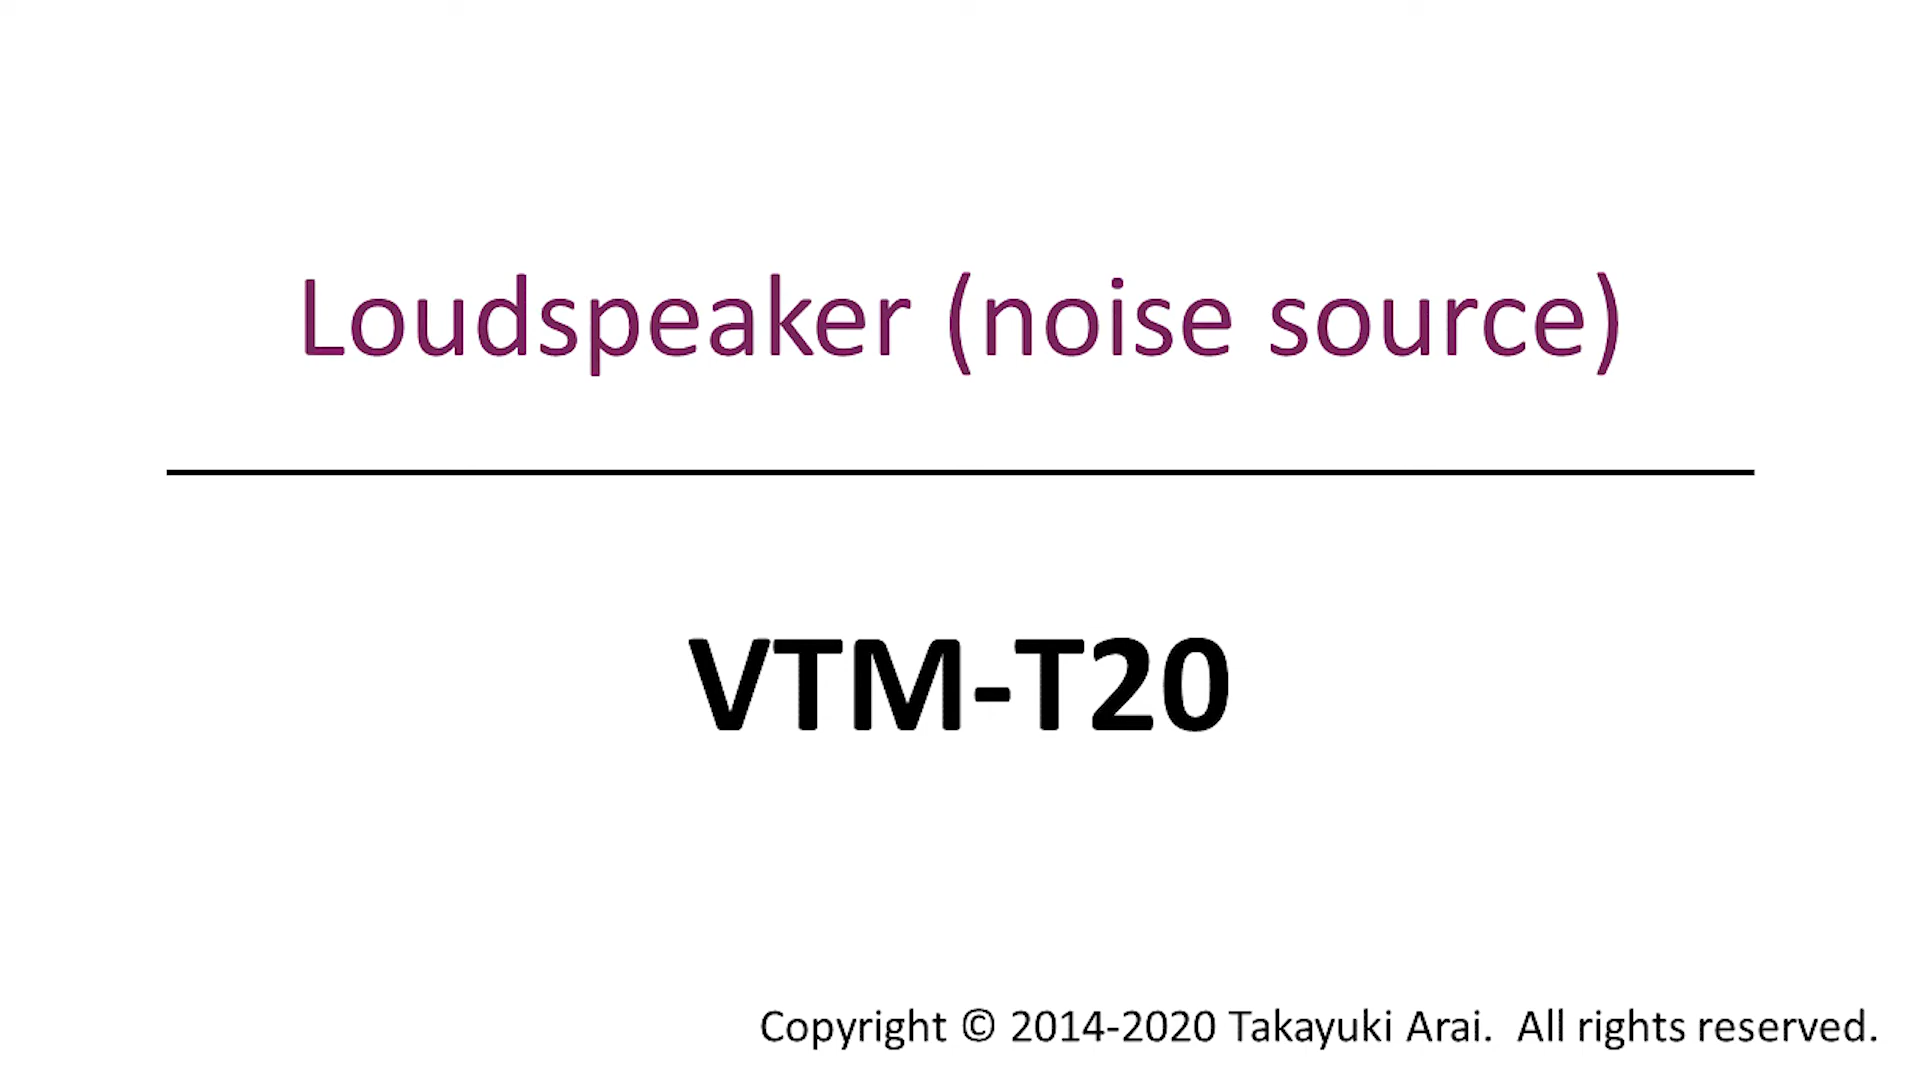 Loudspeaker (noise source)
VTM-T20
Copyright © 2014-2020 Takayuki Arai.  All rights reserved.